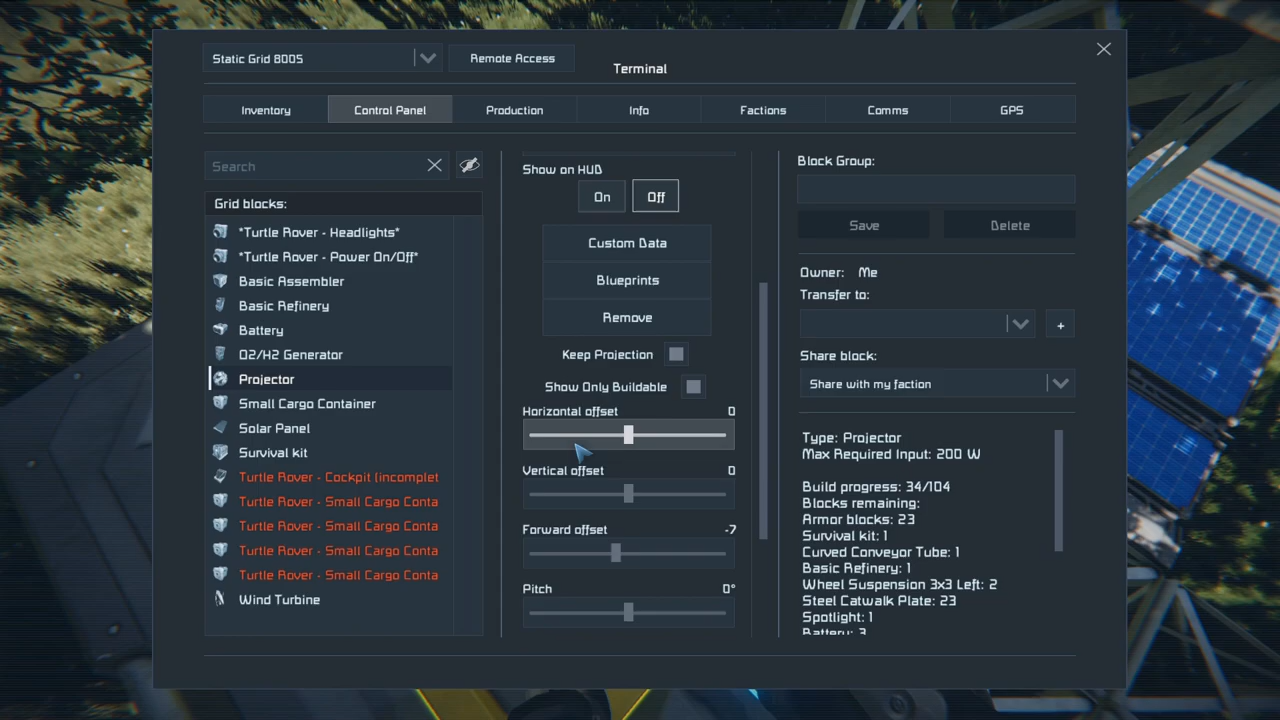 Static Grid 8005
Remote Access
Terminal
Inventory
Control Panel
Production
Info
Factions
Comms
GPS
Search
Grid blocks:
*Turtle Rover - Headlights*
*Turtle Rover - Power On/Off*
Basic Assembler
Basic Refinery
Battery
O2/H2 Generator
Projector
Small Cargo Container
Solar Panel
Survival kit
Turtle Rover - Cockpit (incomplet
Turtle Rover - Small Cargo Conta
Turtle Rover - Small Cargo Conta
Turtle Rover - Small Cargo Conta
Turtle Rover - Small Cargo Conta
Wind Turbine
Show on HUD
On Off
Custom Data
Blueprints
Remove
Keep Projection
Show Only Buildable
Horizontal offset 0
Vertical offset 0
Forward offset -7
Pitch 0°
Block Group:
Save Delete
Owner: Me
Transfer to:
+
Share block:
Share with my faction
Type: Projector
Max Required Input: 200 W
Build progress: 34/104
Blocks remaining:
Armor blocks: 23
Survival kit: 1
Curved Conveyor Tube: 1
Basic Refinery: 1
Wheel Suspension 3x3 Left: 2
Steel Catwalk Plate: 23
Spotlight: 1
Battery: 3